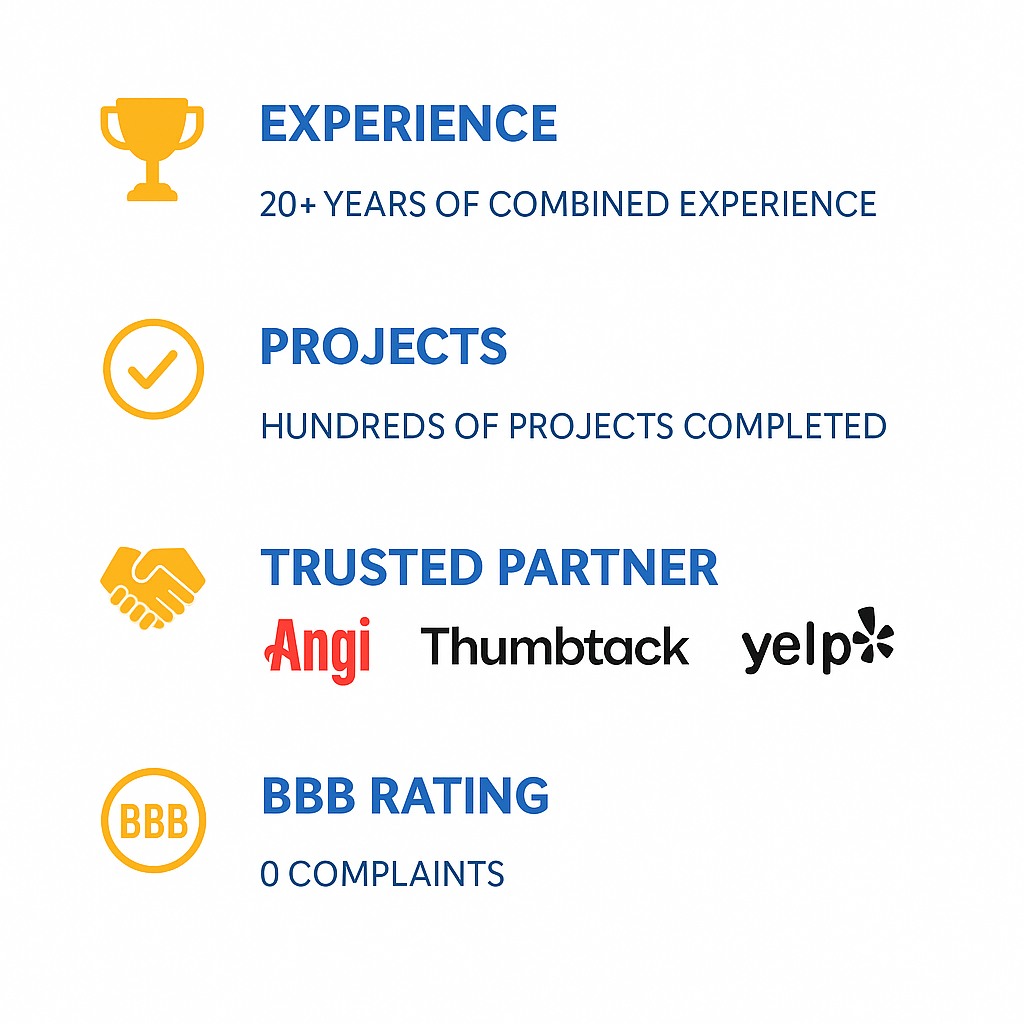 EXPERIENCE
20+ YEARS OF COMBINED EXPERIENCE
PROJECTS
HUNDREDS OF PROJECTS COMPLETED
TRUSTED PARTNER
Angi Thumbtack yelp
BBB BBB RATING
0 COMPLAINTS